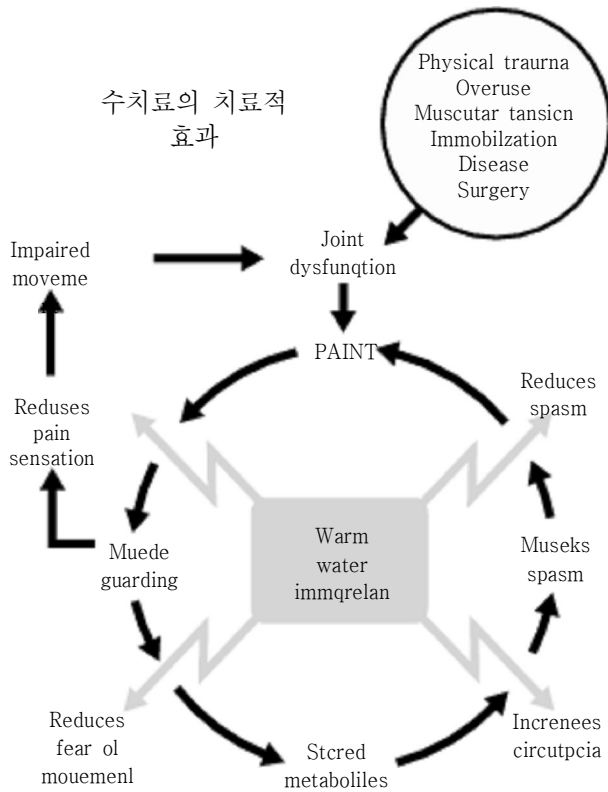 수치료의 치료적
효과
Physical traurna
Overuse
Muscutar tansicn
Immobilzation
Disease
Surgery
Impaired
moveme
Joint
dysfunqtion
PAINT
Reduses
pain
sensation
Reduces
spasm
Muede
guarding
Warm
water
immqrelan
Museks
spasm
Reduces
fear ol
mouemenl
Stcred
metaboliles
Increnees
circutpcia